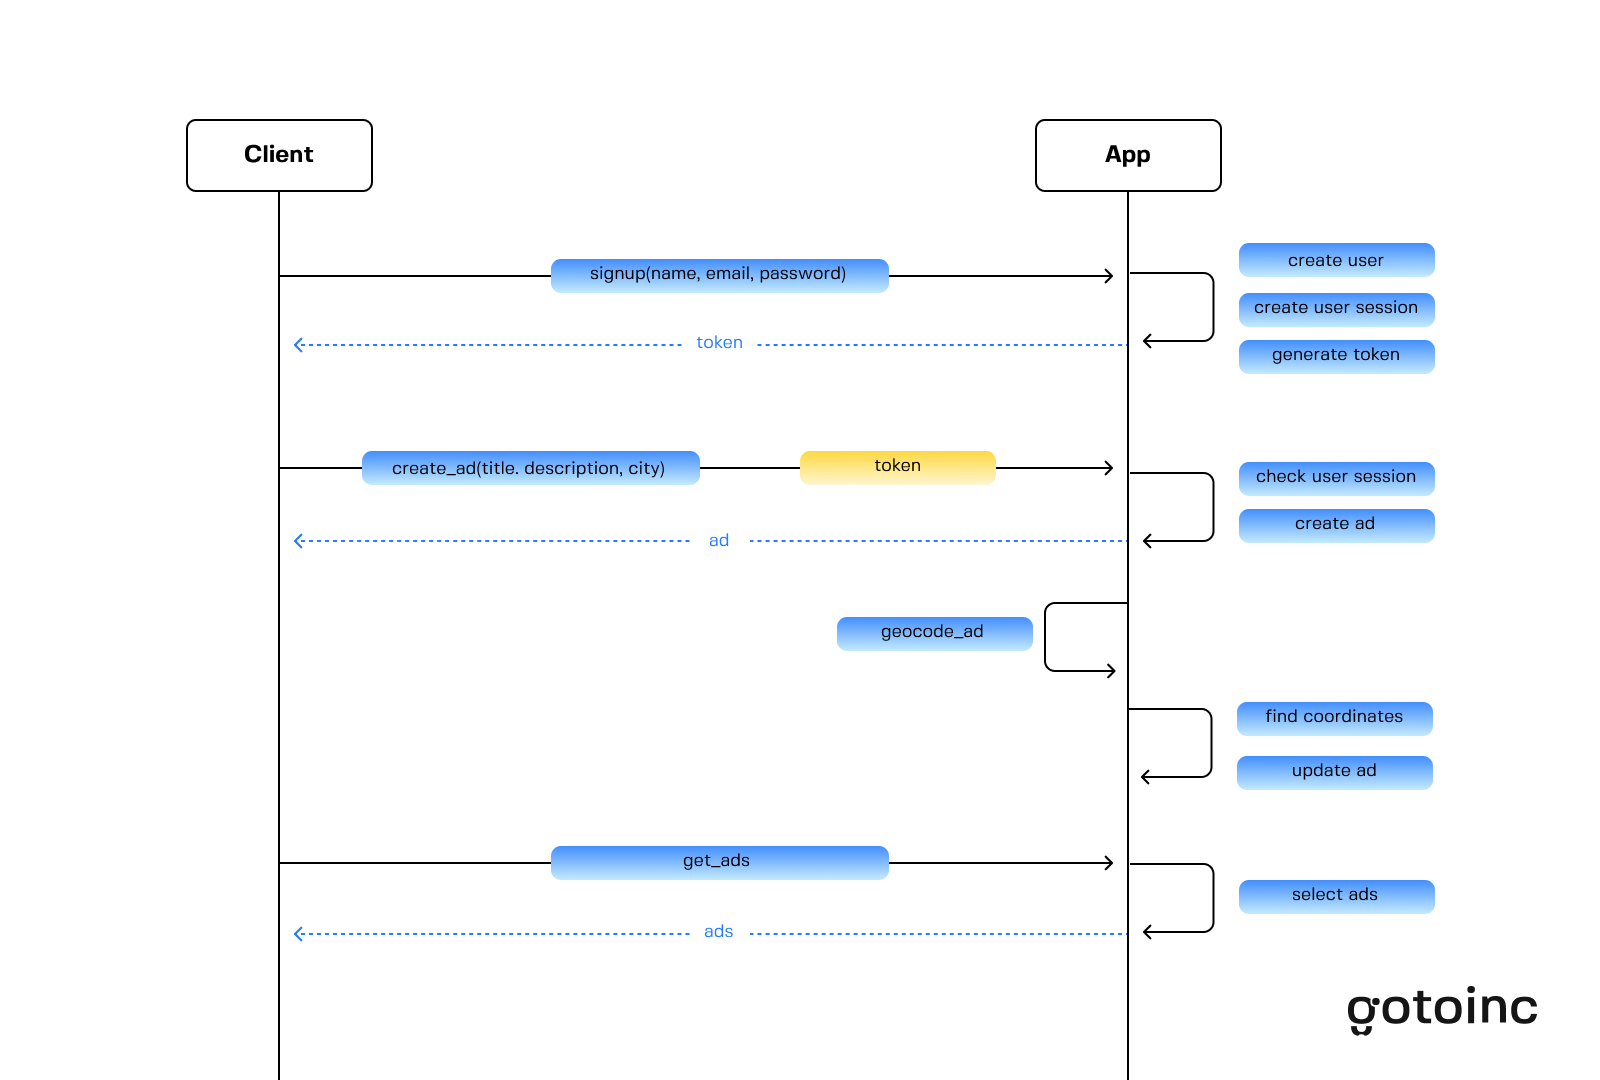 Client
App
signup(name, email, password)
create user
create user session
token
generate token
create_ad(title. description, city)
token
check user session
create ad
ad
geocode_ad
find coordinates
update ad
get_ads
select ads
ads
gotoinc